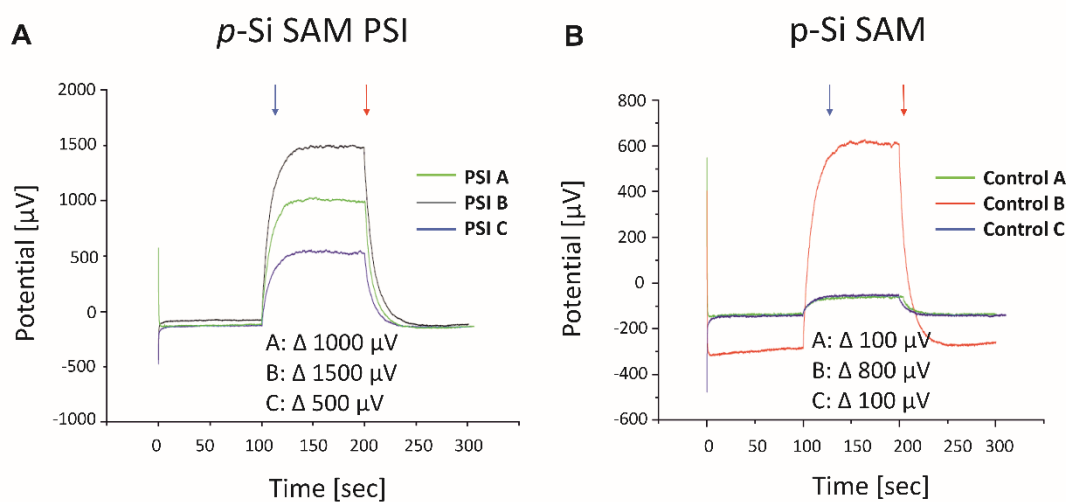 A
p-Si SAM PSI
2000
1500
1000
500
0
-500
-1000
Potential [µV]
PSI A
PSI B
PSI C
A: Δ 1000 µV
B: Δ 1500 µV
C: Δ 500 µV
0 50 100 150 200 250 300
Time [sec]
B
p-Si SAM
800
600
400
200
0
-200
-400
-600
Potential [µV]
Control A
Control B
Control C
A: Δ 100 µV
B: Δ 800 µV
C: Δ 100 µV
0 50 100 150 200 250 300
Time [sec]